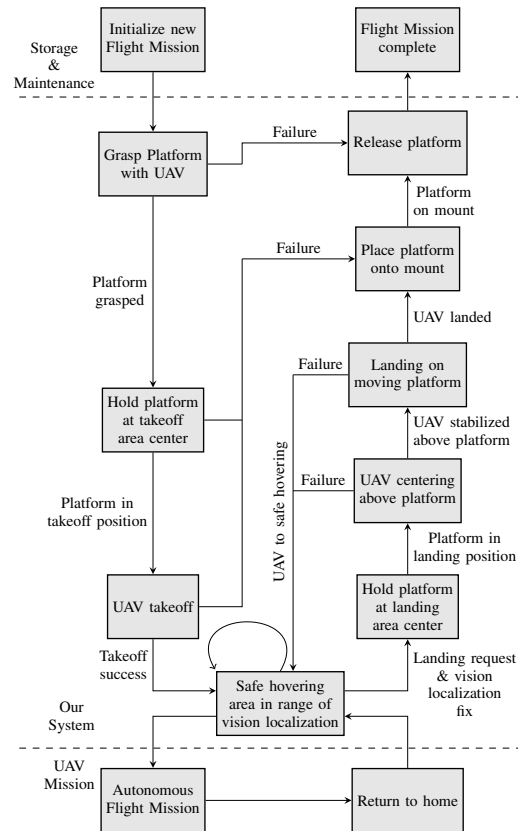 Initialize new
Flight Mission
Flight Mission
complete
Storage
&
Maintenance
Failure
Grasp Platform
with UAV
Release platform
Platform
on mount
Failure
Place platform
onto mount
Platform
grasped
UAV landed
Failure
Landing on
moving platform
Hold platform
at takeoff
area center
UAV stabilized
above platform
Failure
UAV centering
above platform
UAV to safe hovering
Platform in
takeoff position
Platform in
landing position
UAV takeoff
Hold platform
at landing
area center
Takeoff
success
Landing request
& vision
localization
fix
Safe hovering
area in range of
vision localization
Our
System
UAV
Mission
Autonomous
Flight Mission
Return to home